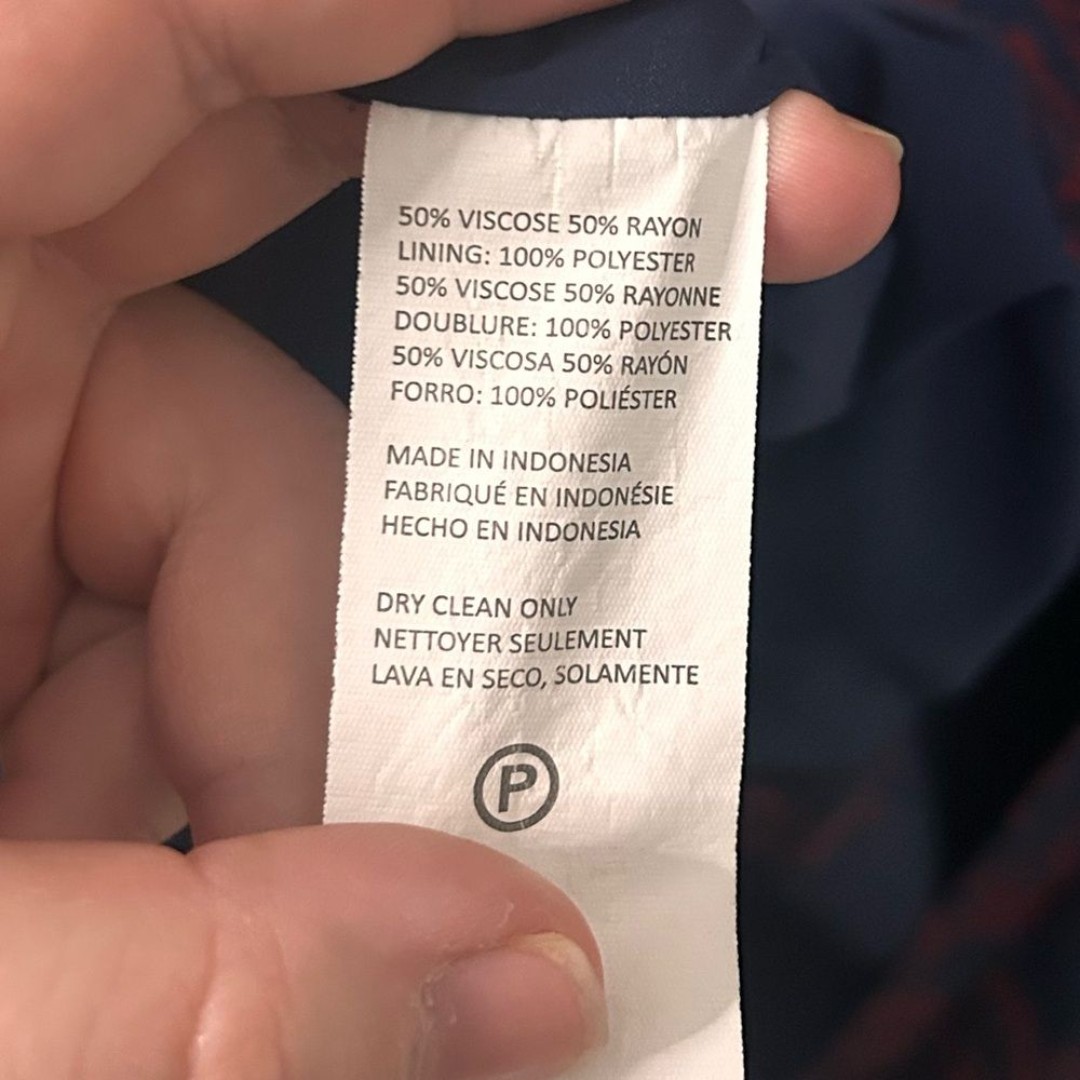 50% VISCOSE 50% RAYON
LINING: 100% POLYESTER
50% VISCOSE 50% RAYONNE
DOUBLURE: 100% POLYESTER
50% VISCOSA 50% RAYÓN
FORRO: 100% POLIÉSTER
MADE IN INDONESIA
FABRIQUÉ EN INDONÉSIE
HECHO EN INDONESIA
DRY CLEAN ONLY
NETTOYER SEULEMENT
LAVA EN SECO, SOLAMENTE
P